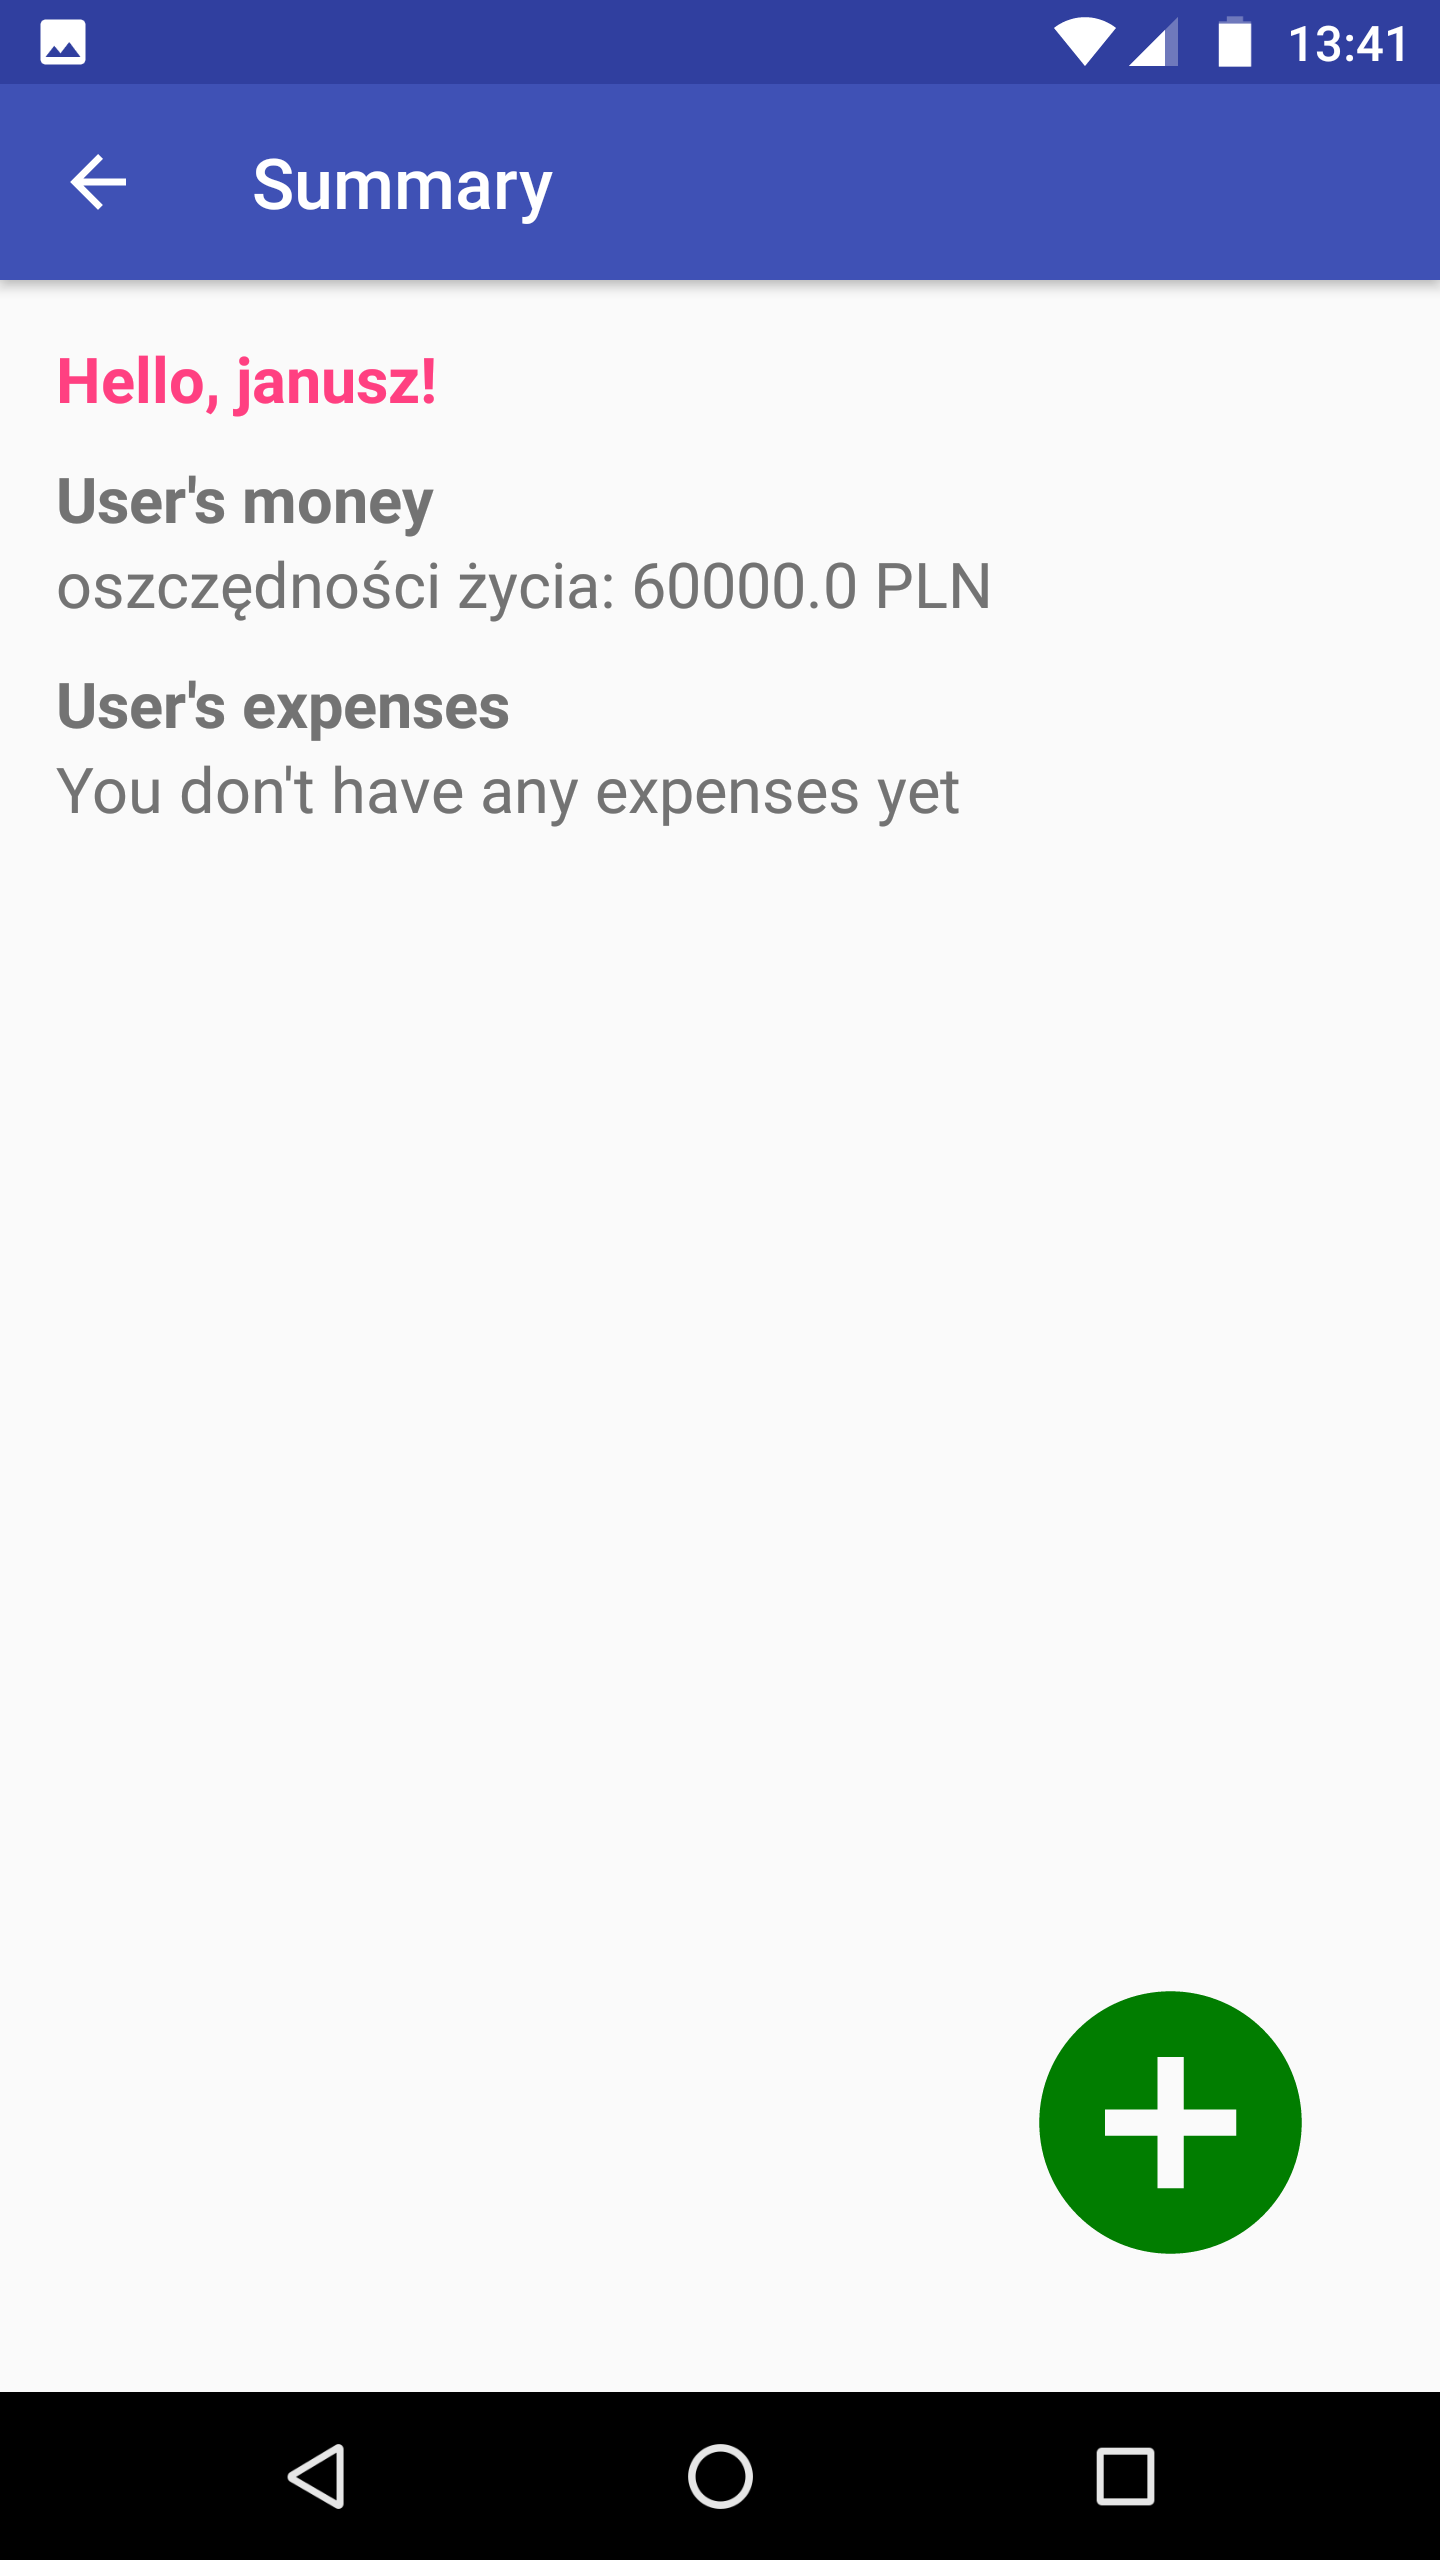 13:41
Summary
Hello, janusz!
User's money
oszczędności życia: 60000.0 PLN
User's expenses
You don't have any expenses yet